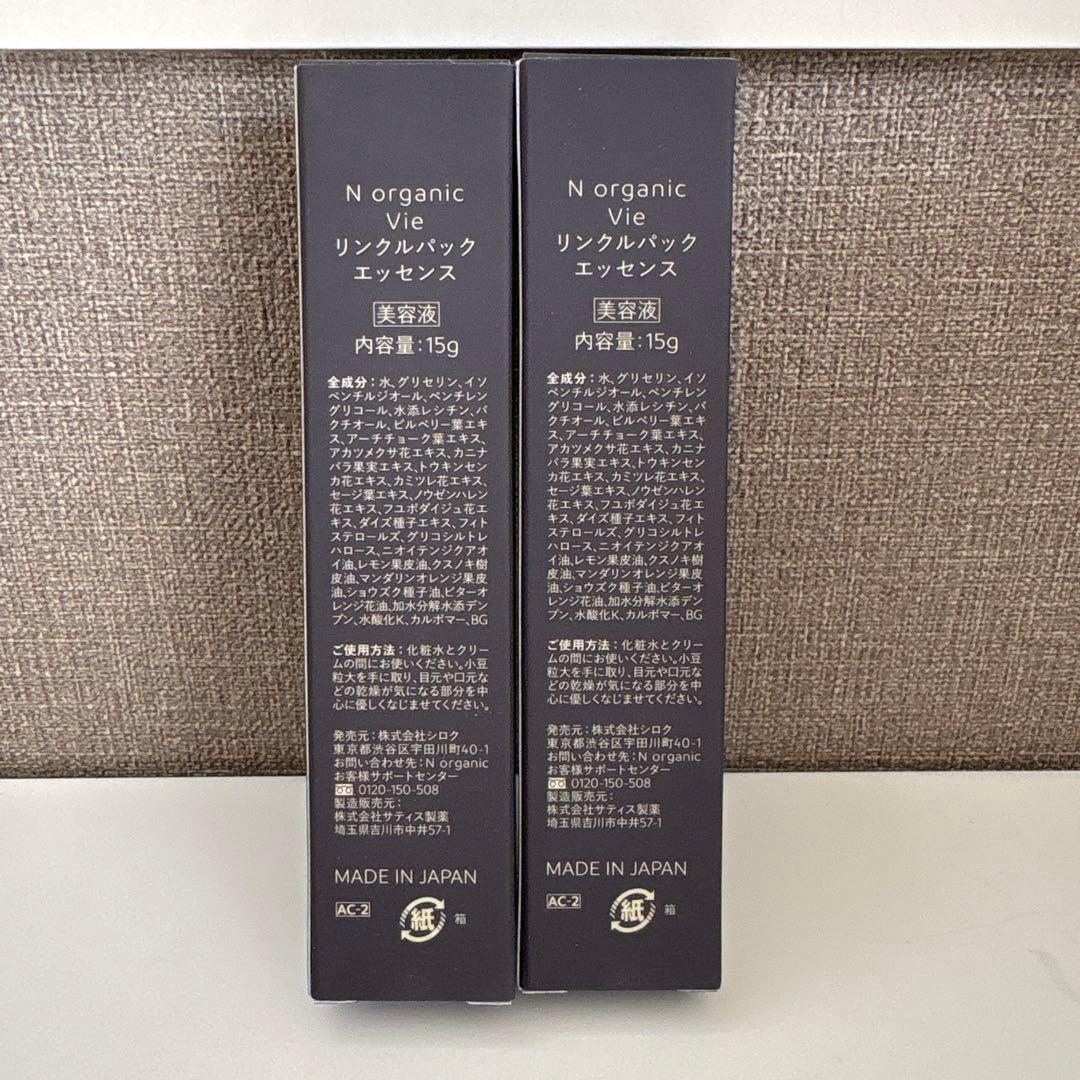 N organic
Vie
リンクルパック
エッセンス
美容液
内容量:15g
全成分:水、グリセリン、イソ
ペンチルジオール、ペンチレン
グリコール、水添レシチン、バ
クチオール、ビルベリー葉エキ
ス、アーチチョーク葉エキス、
アカツメクサ花エキス、カニナ
バラ果実エキス、トウキンセン
カ花エキス、カミツレ花エキス、
セージ葉エキス、ノウゼンハレン
花エキス、フユボダイジュ花エ
キス、ダイズ種子エキス、フィト
ステロールズ、グリコシルトレ
ハロース、ニオイテンジクアオ
イ油、レモン果皮油、クスノキ樹
皮油、マンダリンオレンジ果皮
油、ショウズク種子油、ビターオ
レンジ花油、加水分解水添デン
プン、水酸化K、カルボマー、BG
ご使用方法:化粧水とクリー
ムの間にお使いください。小豆
粒大を手に取り、目元や口元な
どの乾燥が気になる部分を中
心に優しくなじませてください。
発売元:株式会社シロク
東京都渋谷区宇田川町40-1
お問い合わせ先:N organic
お客様サポートセンター
0120-150-508
製造販売元:
株式会社サティス製薬
埼玉県吉川市中井57-1
MADE IN JAPAN
AC-2
紙
箱
N organic
Vie
リンクルパック
エッセンス
美容液
内容量:15g
全成分:水、グリセリン、イソ
ペンチルジオール、ペンチレン
グリコール、水添レシチン、バ
クチオール、ビルベリー葉エキ
ス、アーチチョーク葉エキス、
アカツメクサ花エキス、カニナ
バラ果実エキス、トウキンセン
カ花エキス、カミツレ花エキス、
セージ葉エキス、ノウゼンハレン
花エキス、フユボダイジュ花エ
キス、ダイズ種子エキス、フィト
ステロールズ、グリコシルトレ
ハロース、ニオイテンジクアオ
イ油、レモン果皮油、クスノキ樹
皮油、マンダリンオレンジ果皮
油、ショウズク種子油、ビターオ
レンジ花油、加水分解水添デン
プン、水酸化K、カルボマー、BG
ご使用方法:化粧水とクリー
ムの間にお使いください。小豆
粒大を手に取り、目元や口元な
どの乾燥が気になる部分を中
心に優しくなじませてください。
発売元:株式会社シロク
東京都渋谷区宇田川町40-1
お問い合わせ先:N organic
お客様サポートセンター
0120-150-508
製造販売元:
株式会社サティス製薬
埼玉県吉川市中井57-1
MADE IN JAPAN
AC-2
紙
箱